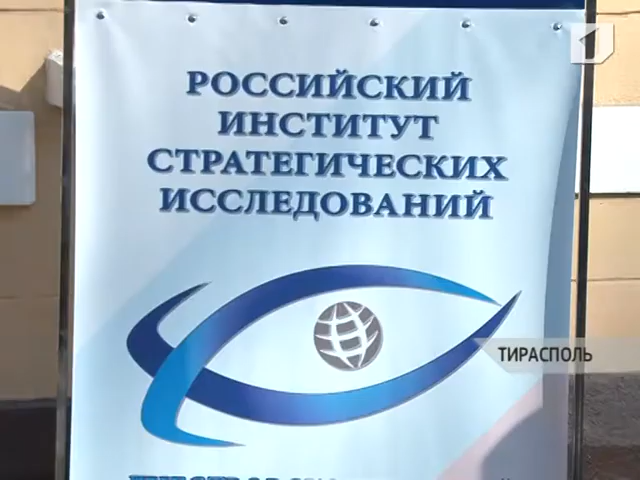 РОССИЙСКИЙ
ИНСТИТУТ
СТРАТЕГИЧЕСКИХ
ИССЛЕДОВАНИЙ
ТИРАСПОЛЬ